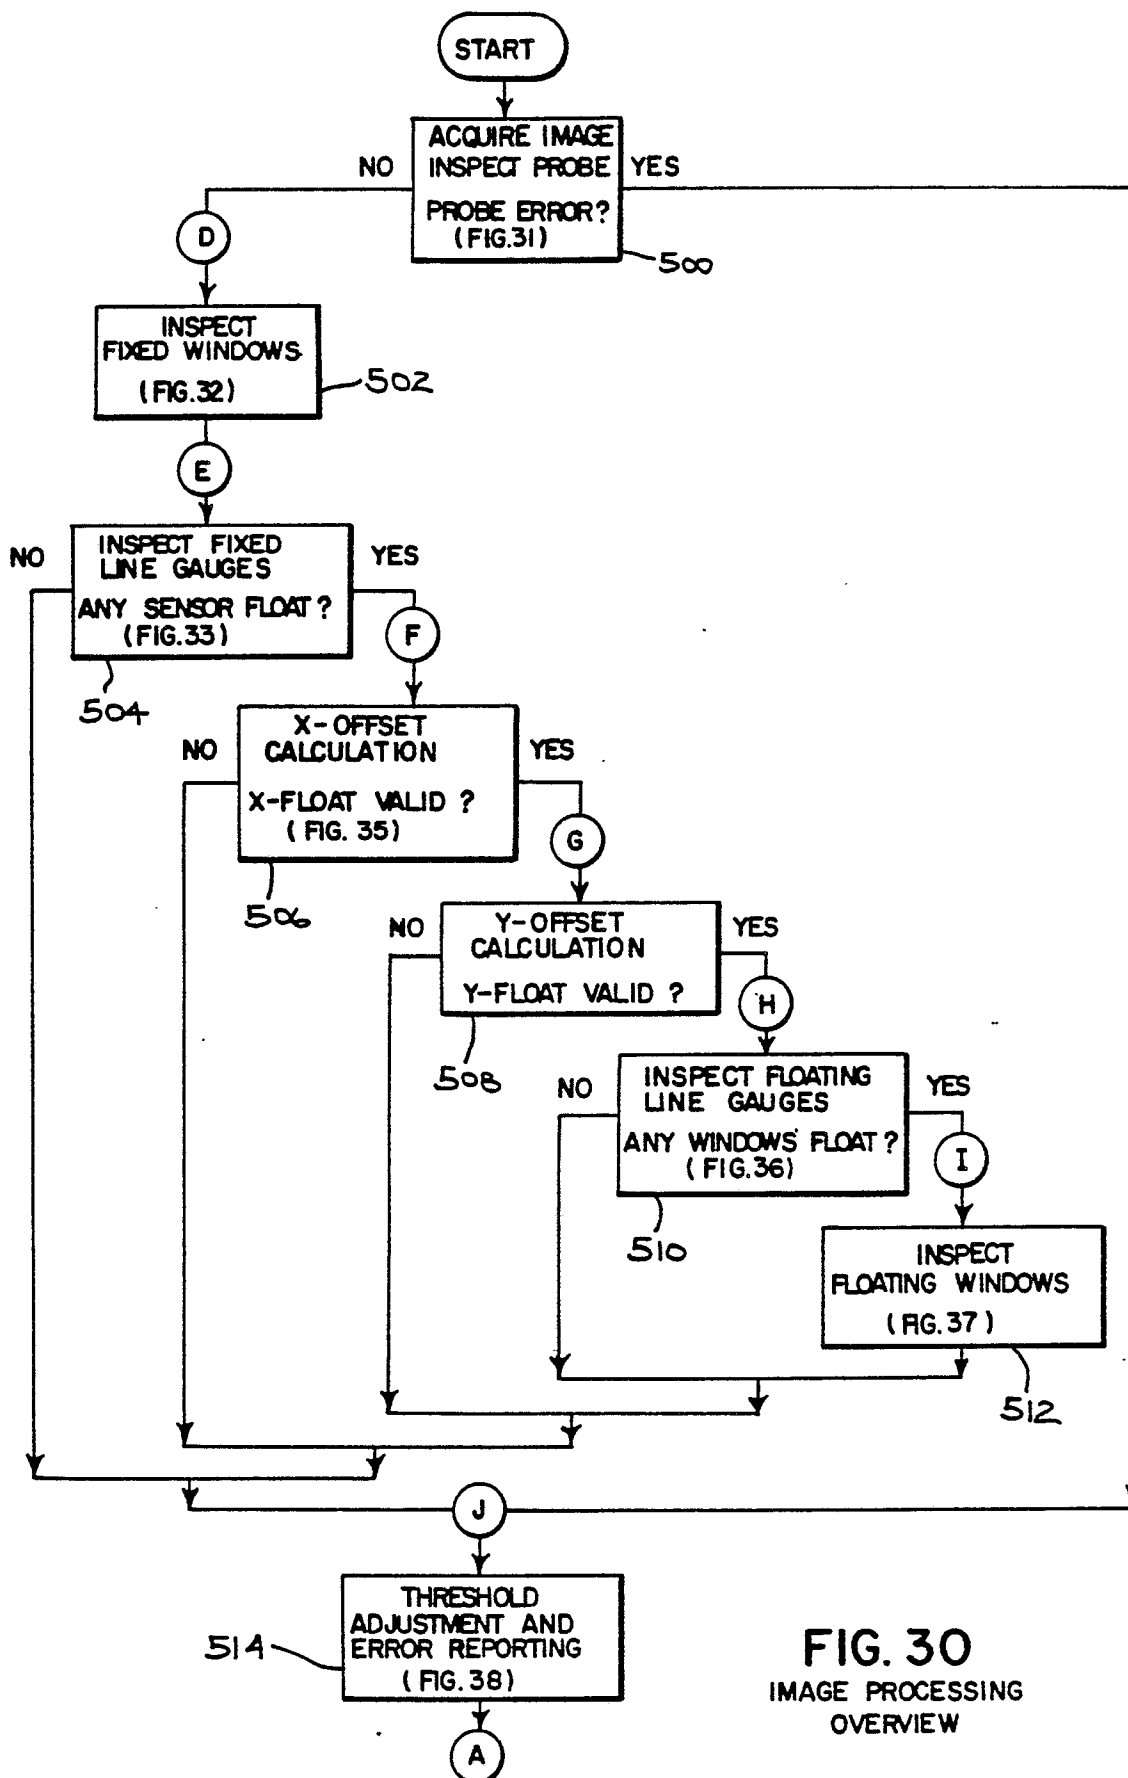 START
ACQUIRE IMAGE
NO INSPECT PROBE YES
PROBE ERROR?
(FIG.31)
500
D
INSPECT
FIXED WINDOWS
(FIG.32)
502
E
NO INSPECT FIXED YES
LINE GAUGES
ANY SENSOR FLOAT?
(FIG.33)
504
F
X-OFFSET
NO CALCULATION YES
X-FLOAT VALID ?
(FIG. 35)
506
G
NO Y-OFFSET YES
CALCULATION
Y-FLOAT VALID ?
508
H
NO INSPECT FLOATING YES
LINE GAUGES
ANY WINDOWS FLOAT?
(FIG.36)
510
I
INSPECT
FLOATING WINDOWS
(FIG.37)
512
J
THRESHOLD
ADJUSTMENT AND
ERROR REPORTING
(FIG.38)
514
A
FIG. 30
IMAGE PROCESSING
OVERVIEW